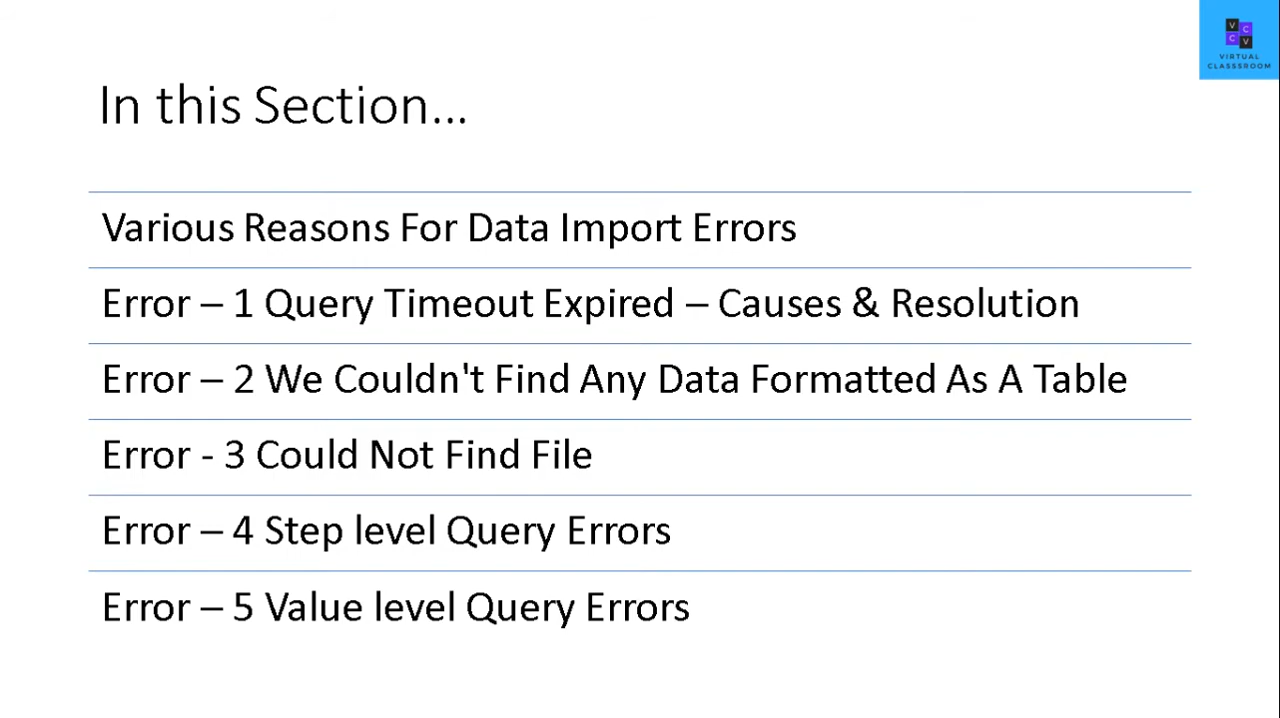 V C
C V
VIRTUAL
CLASSSROOM
In this Section...
Various Reasons For Data Import Errors
Error – 1 Query Timeout Expired – Causes & Resolution
Error – 2 We Couldn't Find Any Data Formatted As A Table
Error - 3 Could Not Find File
Error – 4 Step level Query Errors
Error – 5 Value level Query Errors